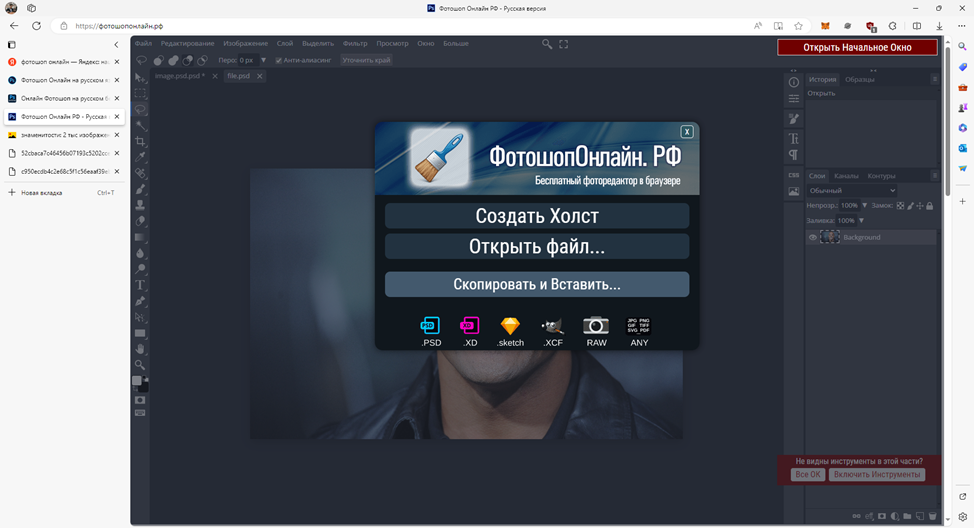 Фотошоп Онлайн РФ - Русская версия
https://фотошоонлайн.рф
фотошоп онлайн — Яндекс: на
Фотошоп онлайн на русском я
Онлайн Фотошоп на русском б
Фотошоп Онлайн РФ - Русская
знаменитости: 2 тыс изображе
52cbaca7c46456b07193c5202cc
c950ecdb4c2e68c5f1c56eaaf39
Новая вкладка Ctrl+T
Файл Редактирование Изображение Слой Выделить Фильтр Просмотр Окно Больше
Открыть Начальное Окно
Перо: 0 px Анти-алиасинг Уточнить край
image.psd.psd * file.psd
История Образцы
Открыть
X
ФотошопОнлайн. РФ
Бесплатный фоторедактор в браузере
Создать Холст
Открыть файл...
Скопировать и Вставить...
PSD XD JPG PNG
GIF TIFF
SVG PDF
.PSD .XD .sketch .XCF RAW ANY
CSS
Слои Каналы Контуры
Обычный
Непрозр.: 100% Замок:
Заливка: 100%
Background
Не видны инструменты в этой части?
Все ОК Включить Инструменты